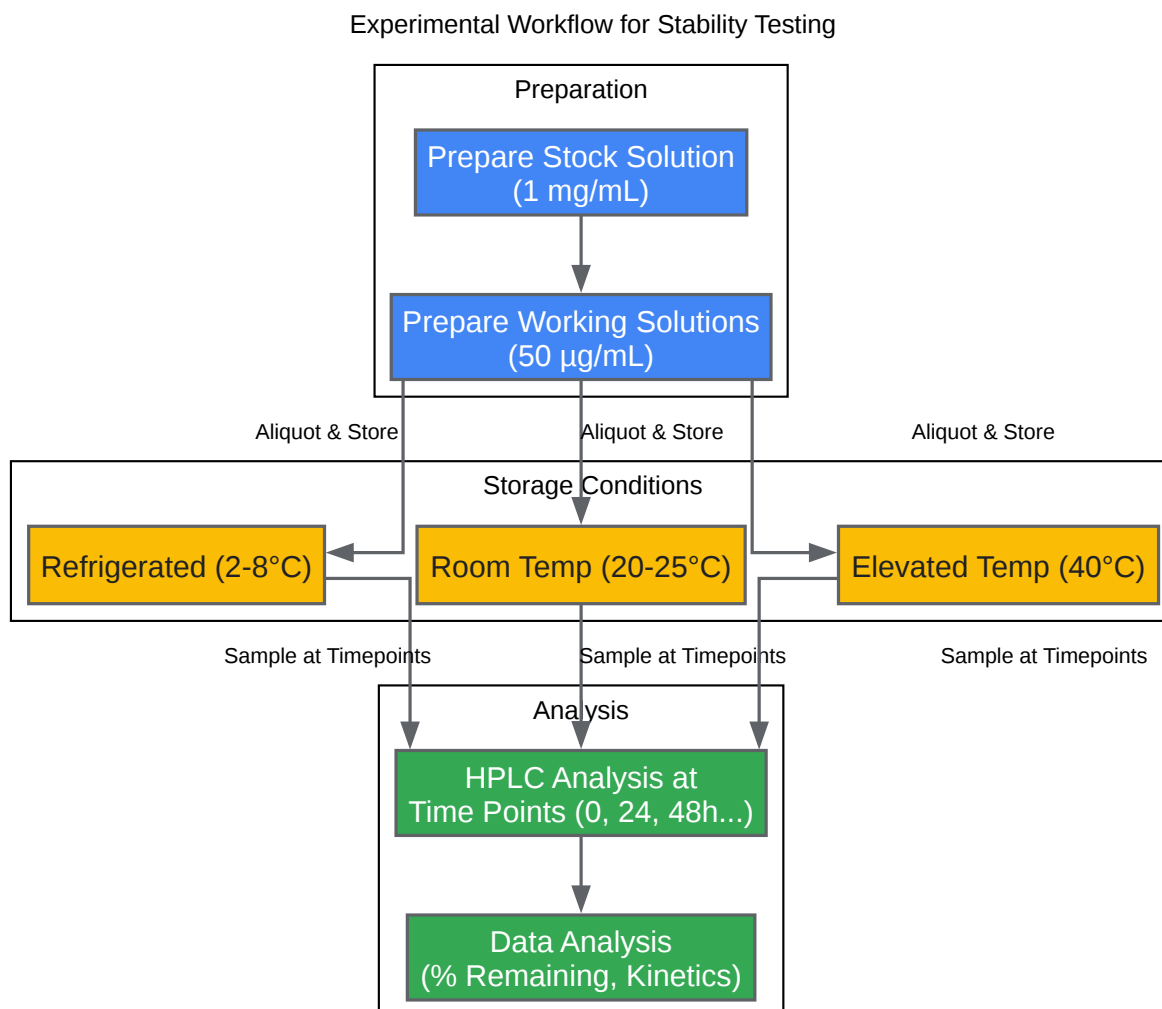 Experimental Workflow for Stability Testing
Preparation
Prepare Stock Solution
(1 mg/mL)
Prepare Working Solutions
(50 µg/mL)
Aliquot & Store
Aliquot & Store
Aliquot & Store
Storage Conditions
Refrigerated (2-8°C)
Room Temp (20-25°C)
Elevated Temp (40°C)
Sample at Timepoints
Sample at Timepoints
Sample at Timepoints
Analysis
HPLC Analysis at
Time Points (0, 24, 48h...)
Data Analysis
(% Remaining, Kinetics)